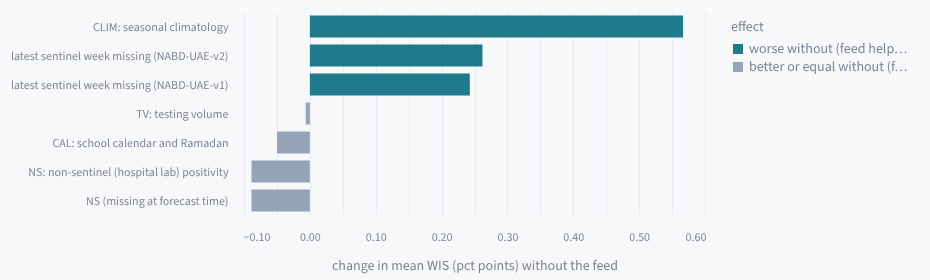 CLIM: seasonal climatology
latest sentinel week missing (NABD-UAE-v2)
latest sentinel week missing (NABD-UAE-v1)
TV: testing volume
CAL: school calendar and Ramadan
NS: non-sentinel (hospital lab) positivity
NS (missing at forecast time)
−0.10 0.00 0.10 0.20 0.30 0.40 0.50 0.60
change in mean WIS (pct points) without the feed
effect
worse without (feed help…
better or equal without (f…